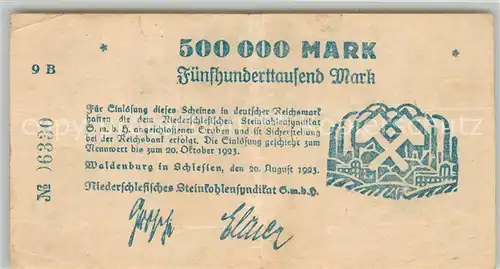 * 500 000 MARK *
9 B
Fünfhunderttausend Mark
Für Einlösung dieses Scheines in deutscher Reichsmark
haften die dem Niederschlesischen Steinkohlensyndikat
G.m.b.H. angeschlossenen Gruben und ist Sicherstellung
bei der Reichsbank erfolgt. Die Einlösung geschieht zum
Nennwert bis zum 20. Oktober 1923.
№ 06330
Waldenburg in Schlesien, den 20. August 1923.
Niederschlesisches Steinkohlensyndikat G.m.b.H.